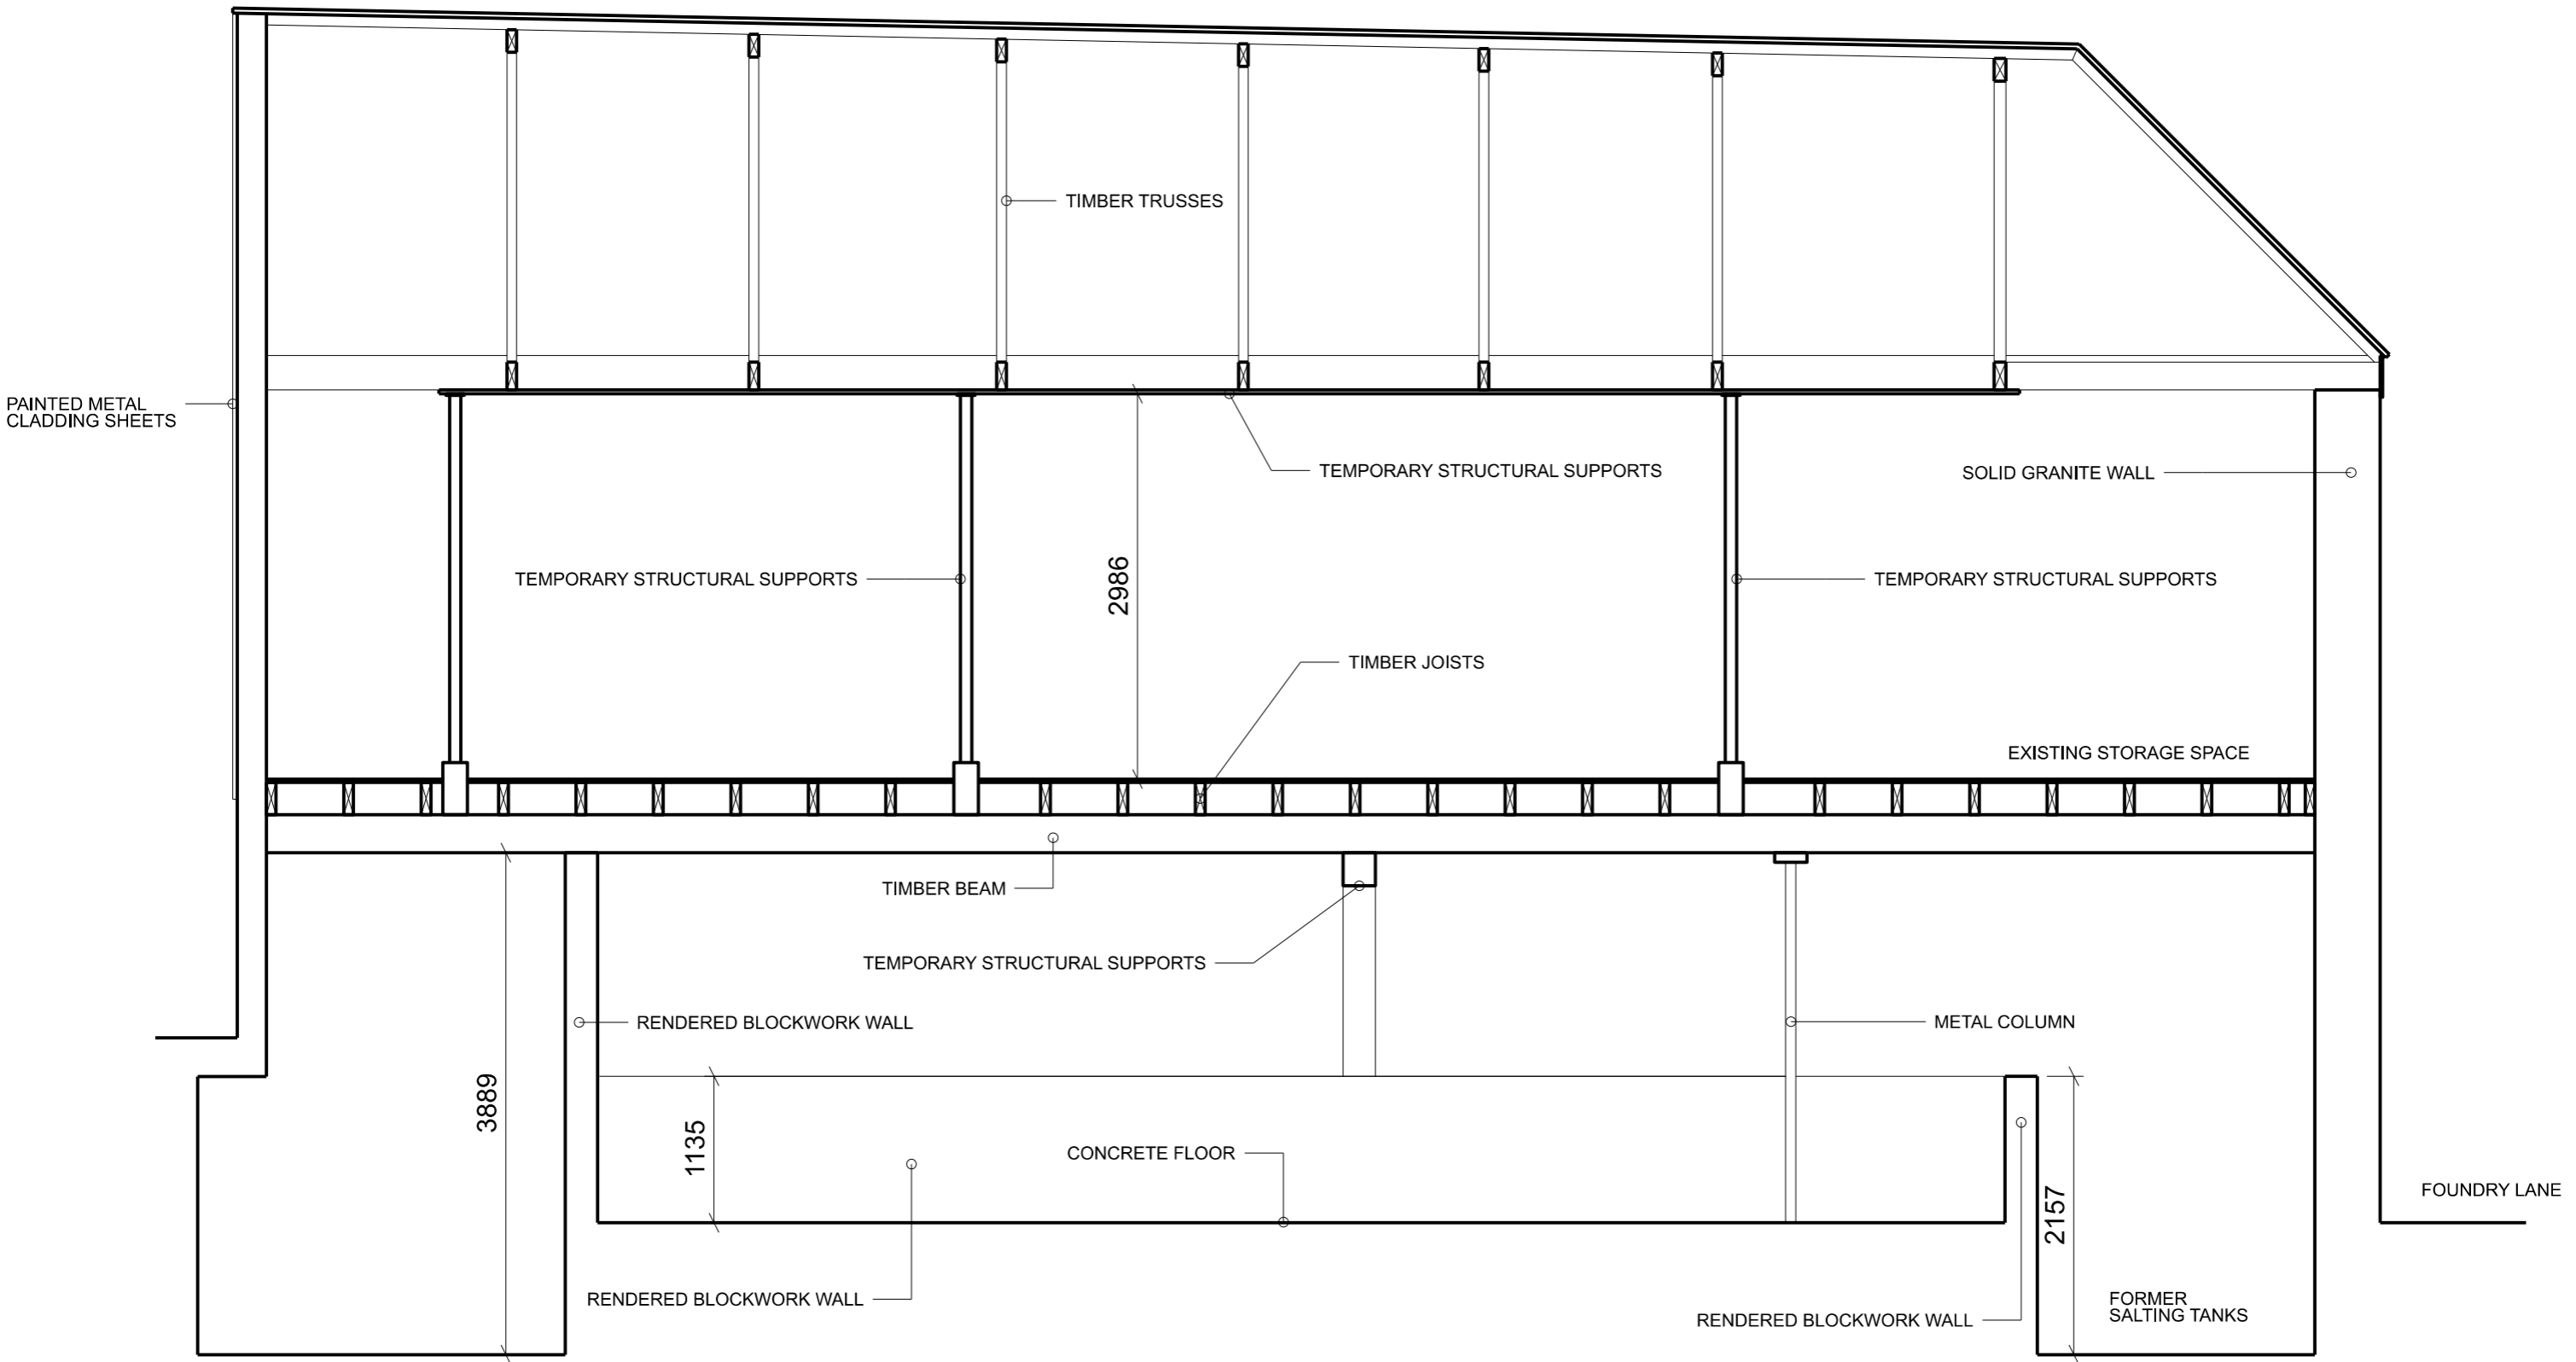 TIMBER TRUSSES
PAINTED METAL
CLADDING SHEETS
TEMPORARY STRUCTURAL SUPPORTS
SOLID GRANITE WALL
TEMPORARY STRUCTURAL SUPPORTS
2986
TEMPORARY STRUCTURAL SUPPORTS
TIMBER JOISTS
EXISTING STORAGE SPACE
TIMBER BEAM
TEMPORARY STRUCTURAL SUPPORTS
RENDERED BLOCKWORK WALL
METAL COLUMN
3889
1135
CONCRETE FLOOR
2157
FOUNDRY LANE
RENDERED BLOCKWORK WALL
RENDERED BLOCKWORK WALL
FORMER
SALTING TANKS